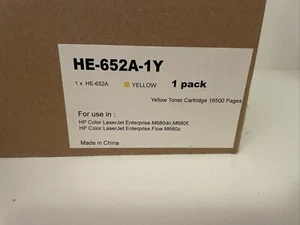 HE-652A-1Y
1 x HE-652A YELLOW 1 pack
Yellow Toner Cartridge 16500 Pages
For use in :
HP Color LaserJet Enterprise M680dn,M680f,
HP Color LaserJet Enterprise Flow M680z
Made in China